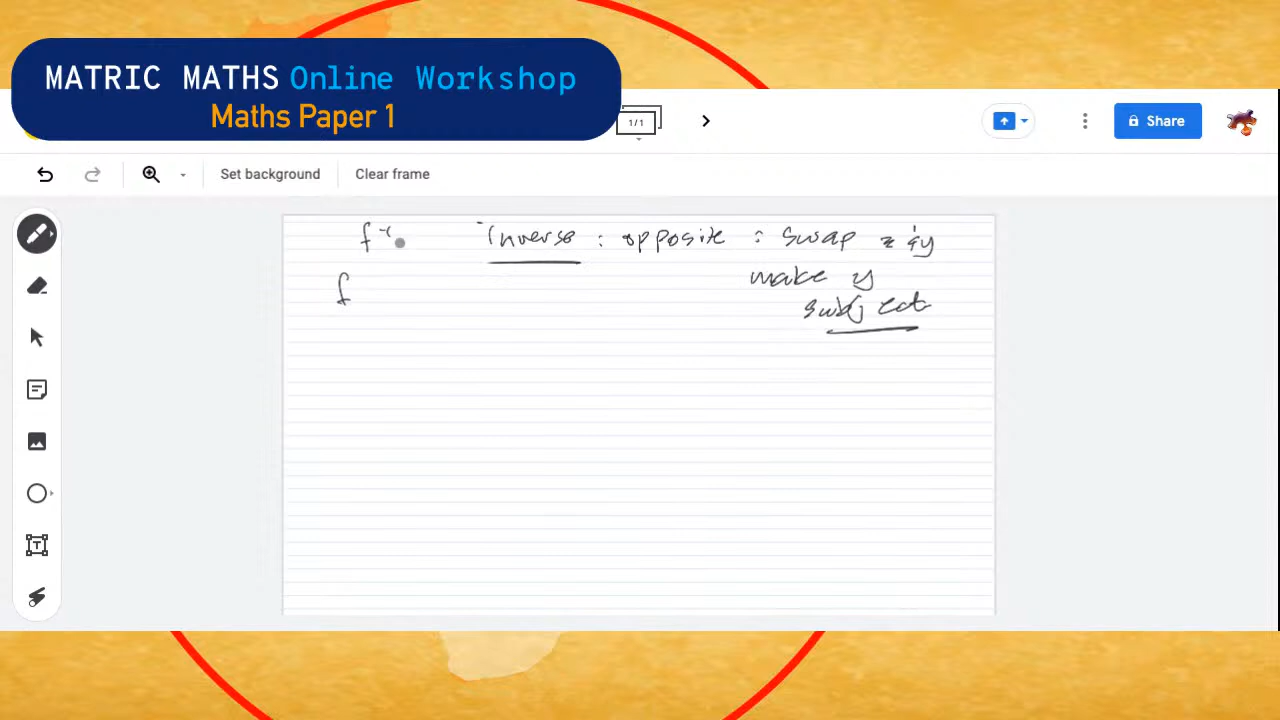 MATRIC MATHS Online Workshop
Maths Paper 1
1/1
Share
Set background
Clear frame
f⁻¹ inverse : opposite : swap x & y
make y
f
subject